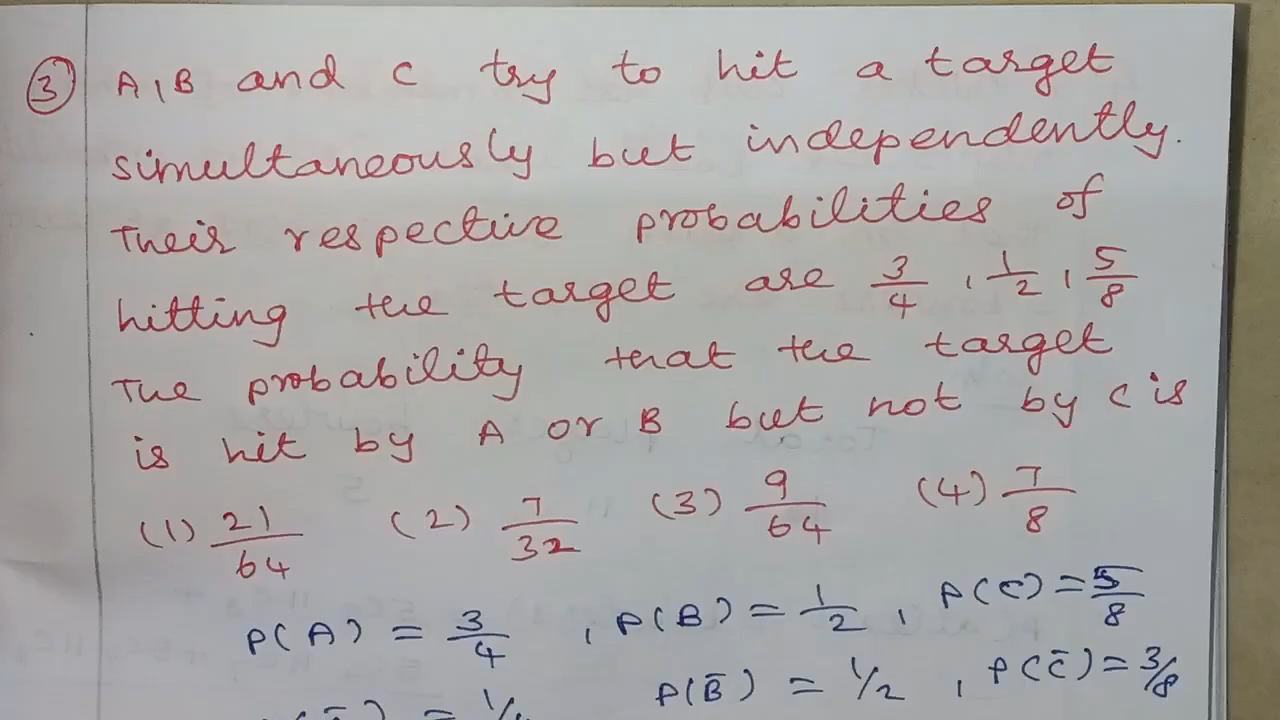 ③ A, B and C try to hit a target
simultaneously but independently.
Their respective probabilities of
hitting the target are 3/4, 1/2, 5/8
The probability that the target
is hit by A or B but not by C is
(1) 21/64 (2) 7/32 (3) 9/64 (4) 7/8
P(A) = 3/4, P(B) = 1/2, P(C) = 5/8
P(B̄) = 1/2, P(C̄) = 3/8